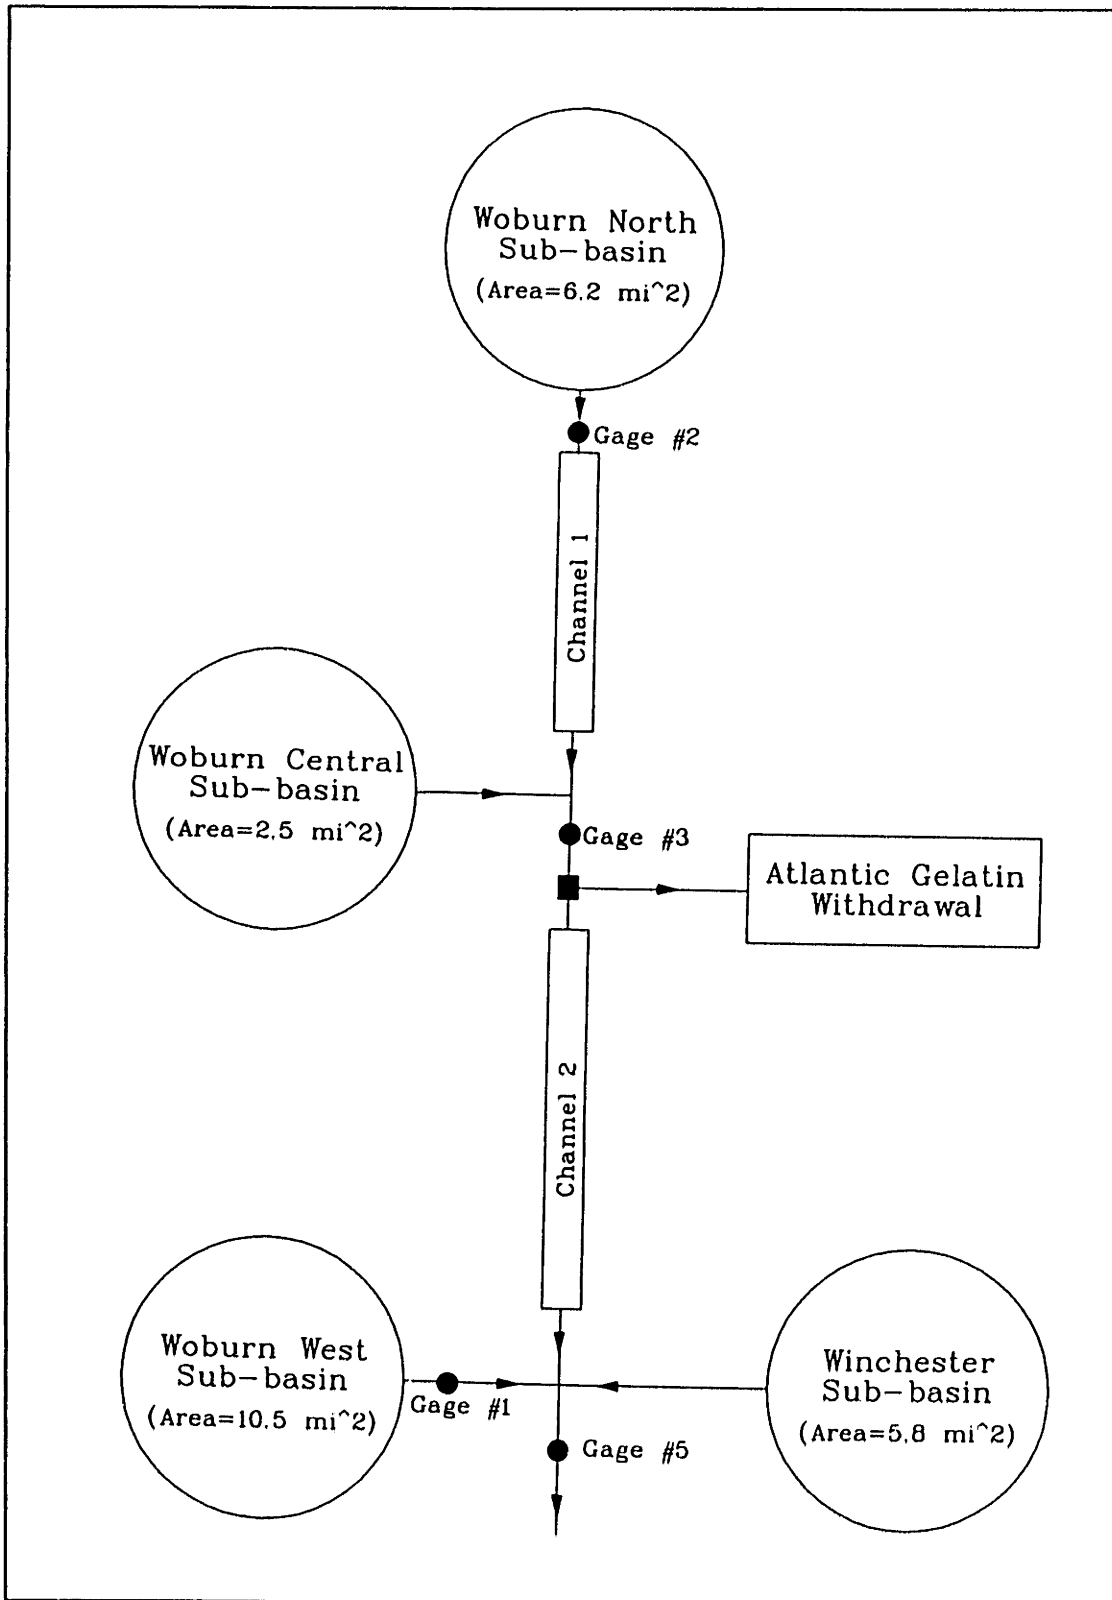 Woburn North
Sub-basin
(Area=6.2 mi^2)
Gage #2
Channel 1
Woburn Central
Sub-basin
(Area=2.5 mi^2)
Gage #3
Atlantic Gelatin
Withdrawal
Channel 2
Woburn West
Sub-basin
(Area=10.5 mi^2)
Gage #1
Winchester
Sub-basin
(Area=5.8 mi^2)
Gage #5